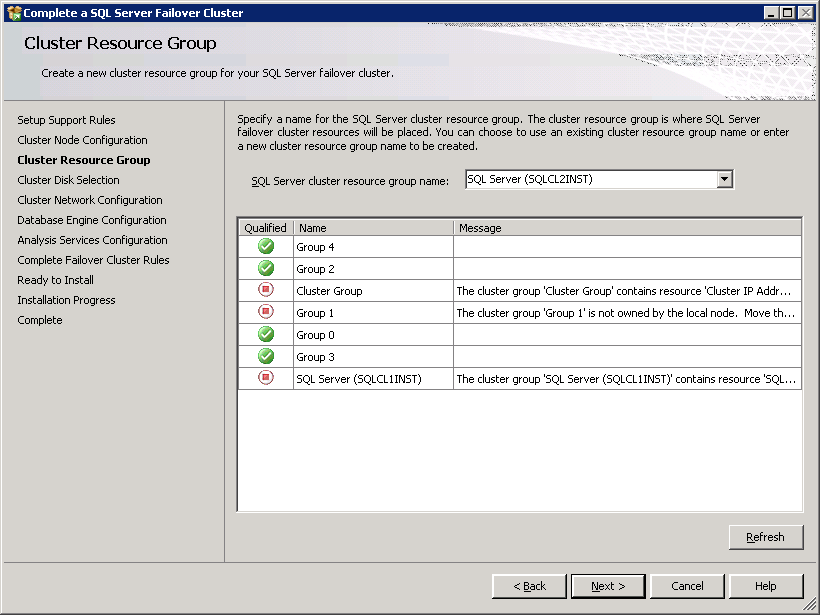 Complete a SQL Server Failover Cluster
Cluster Resource Group
Create a new cluster resource group for your SQL Server failover cluster.
Setup Support Rules
Cluster Node Configuration
Cluster Resource Group
Cluster Disk Selection
Cluster Network Configuration
Database Engine Configuration
Analysis Services Configuration
Complete Failover Cluster Rules
Ready to Install
Installation Progress
Complete
Specify a name for the SQL Server cluster resource group. The cluster resource group is where SQL Server
failover cluster resources will be placed. You can choose to use an existing cluster resource group name or enter
a new cluster resource group name to be created.
SQL Server cluster resource group name: SQL Server (SQLCL2INST)
Qualified Name Message
Group 4
Group 2
Cluster Group The cluster group 'Cluster Group' contains resource 'Cluster IP Addr...
Group 1 The cluster group 'Group 1' is not owned by the local node. Move th...
Group 0
Group 3
SQL Server (SQLCL1INST) The cluster group 'SQL Server (SQLCL1INST)' contains resource 'SQL...
Refresh
< Back Next > Cancel Help